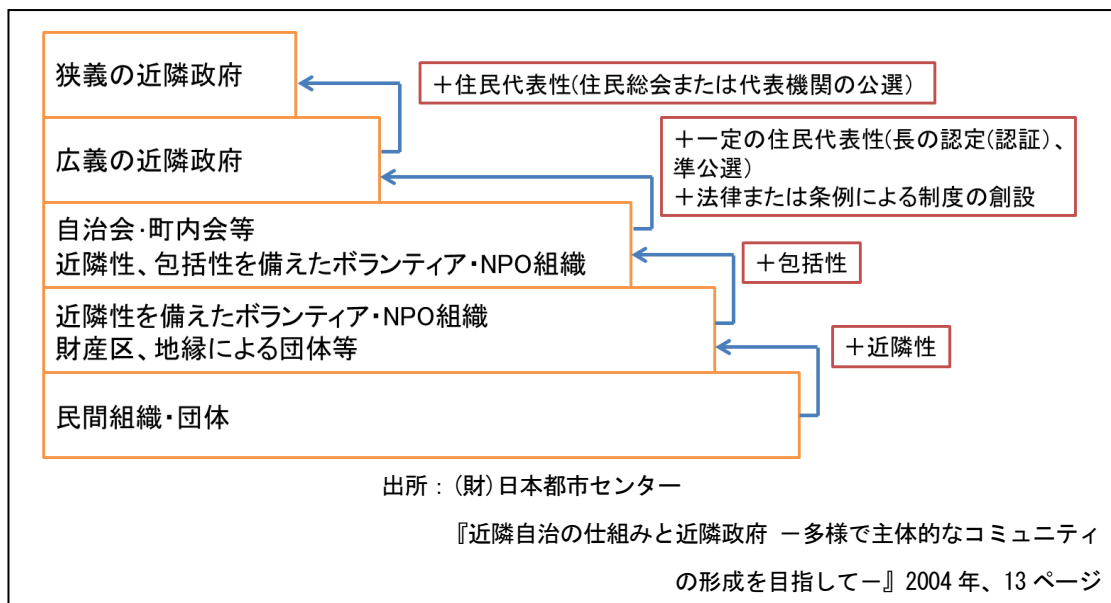 狭義の近隣政府
＋住民代表性(住民総会または代表機関の公選)
広義の近隣政府
＋一定の住民代表性(長の認定(認証)、
準公選)
＋法律または条例による制度の創設
自治会・町内会等
近隣性、包括性を備えたボランティア・NPO組織
＋包括性
近隣性を備えたボランティア・NPO組織
財産区、地縁による団体等
＋近隣性
民間組織・団体
出所：(財)日本都市センター
『近隣自治の仕組みと近隣政府 －多様で主体的なコミュニティ
の形成を目指して－』2004 年、13 ページ